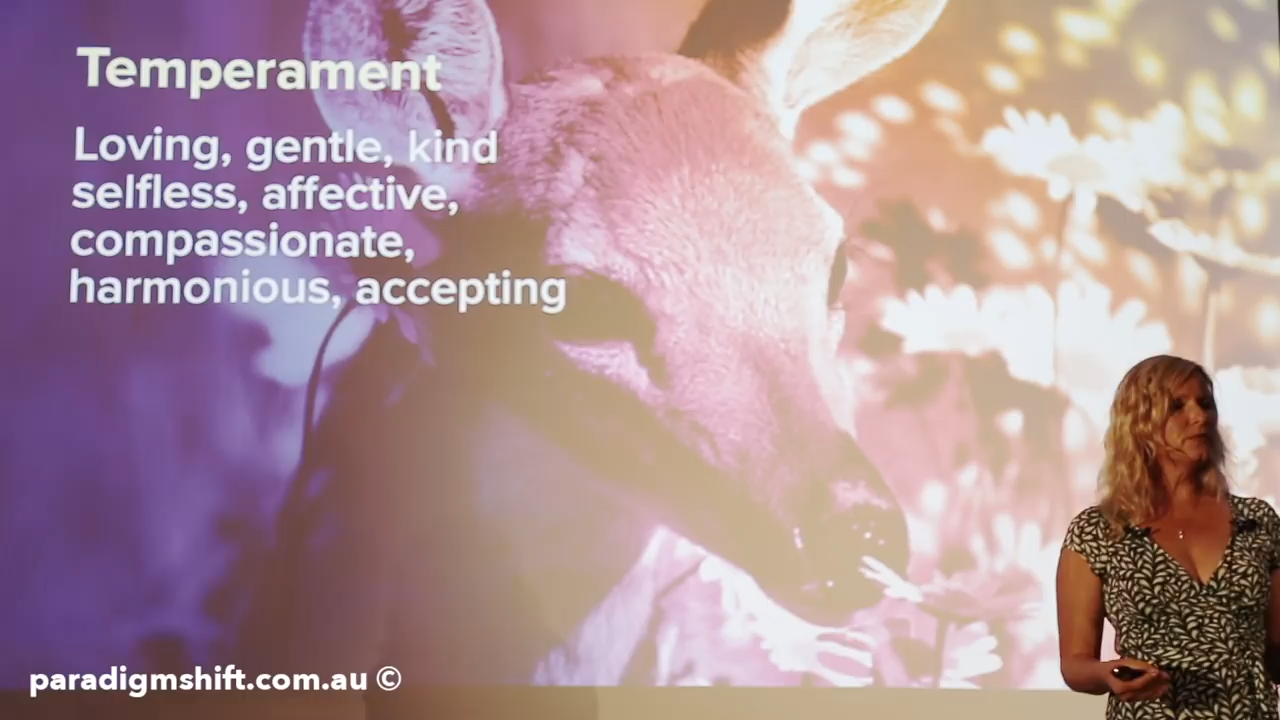 Temperament
Loving, gentle, kind
selfless, affective,
compassionate,
harmonious, accepting
paradigmshift.com.au ©